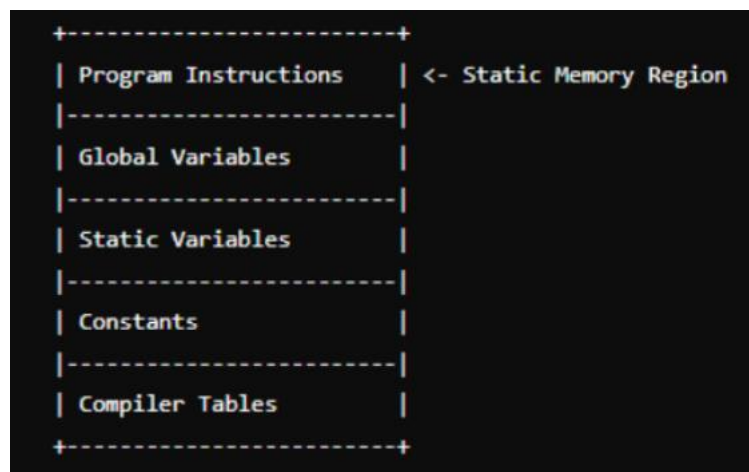 +--------------------------+
| Program Instructions | <- Static Memory Region
|--------------------------|
| Global Variables |
|--------------------------|
| Static Variables |
|--------------------------|
| Constants |
|--------------------------|
| Compiler Tables |
+--------------------------+